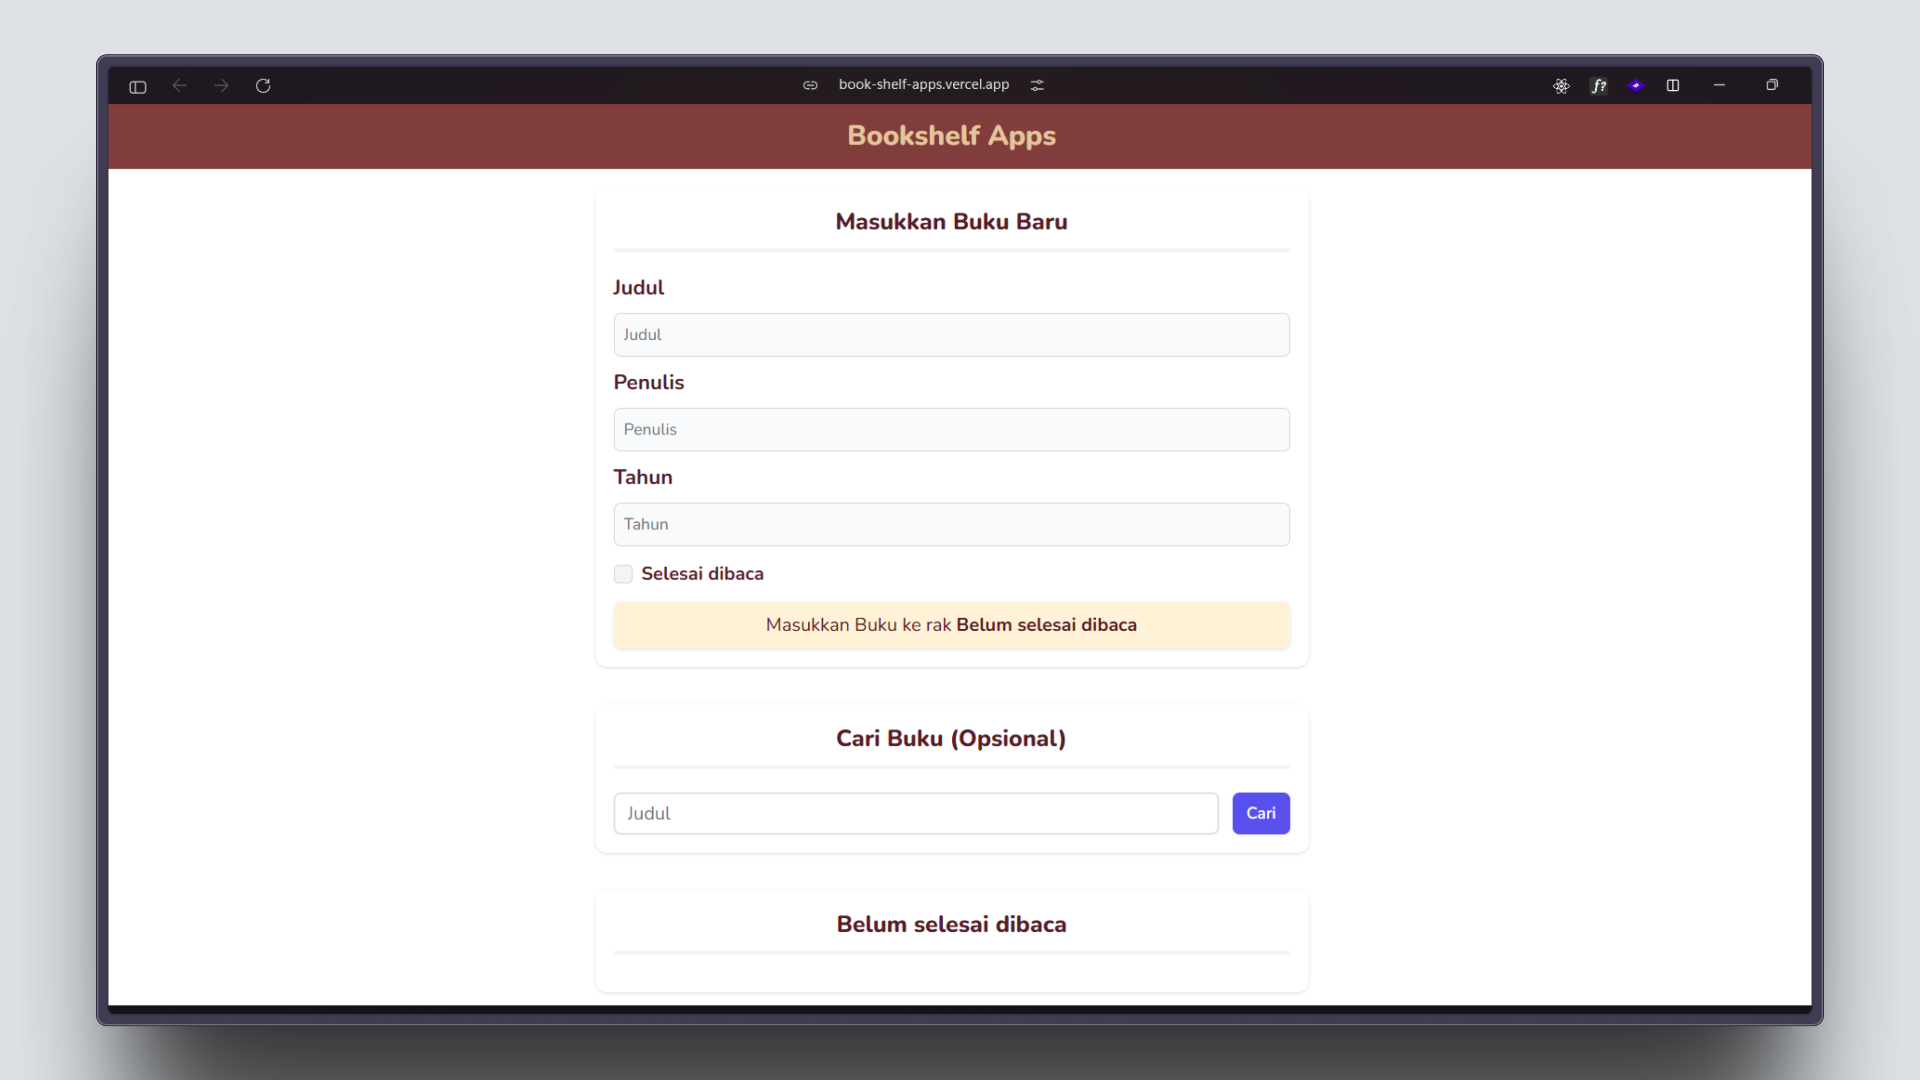 book-shelf-apps.vercel.app
f?
Bookshelf Apps
Masukkan Buku Baru
Judul
Judul
Penulis
Penulis
Tahun
Tahun
Selesai dibaca
Masukkan Buku ke rak Belum selesai dibaca
Cari Buku (Opsional)
Judul
Cari
Belum selesai dibaca